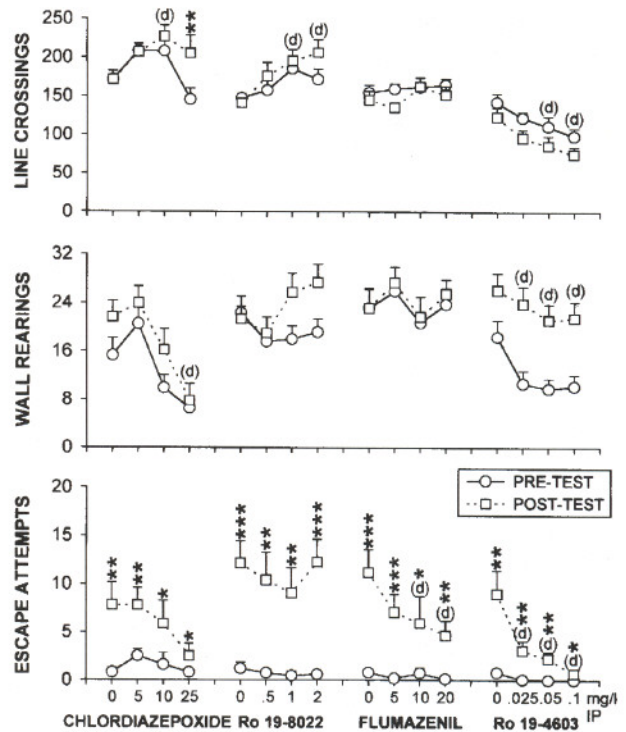 250
200
150
100
50
0
LINE CROSSINGS
(d) ** (d) (d) (d) (d)
32
24
16
8
0
WALL REARINGS
(d) (d) (d) (d)
PRE-TEST
POST-TEST
20
15
10
5
0
ESCAPE ATTEMPTS
** ** * * *** ** ** *** *** *** * ** ** ** ** *
(d) (d) (d) (d) (d)
0 5 10 25 0 .5 1 2 0 5 10 20 0 .025 .05 .1 mg/k
IP
CHLORDIAZEPOXIDE Ro 19-8022 FLUMAZENIL Ro 19-4603